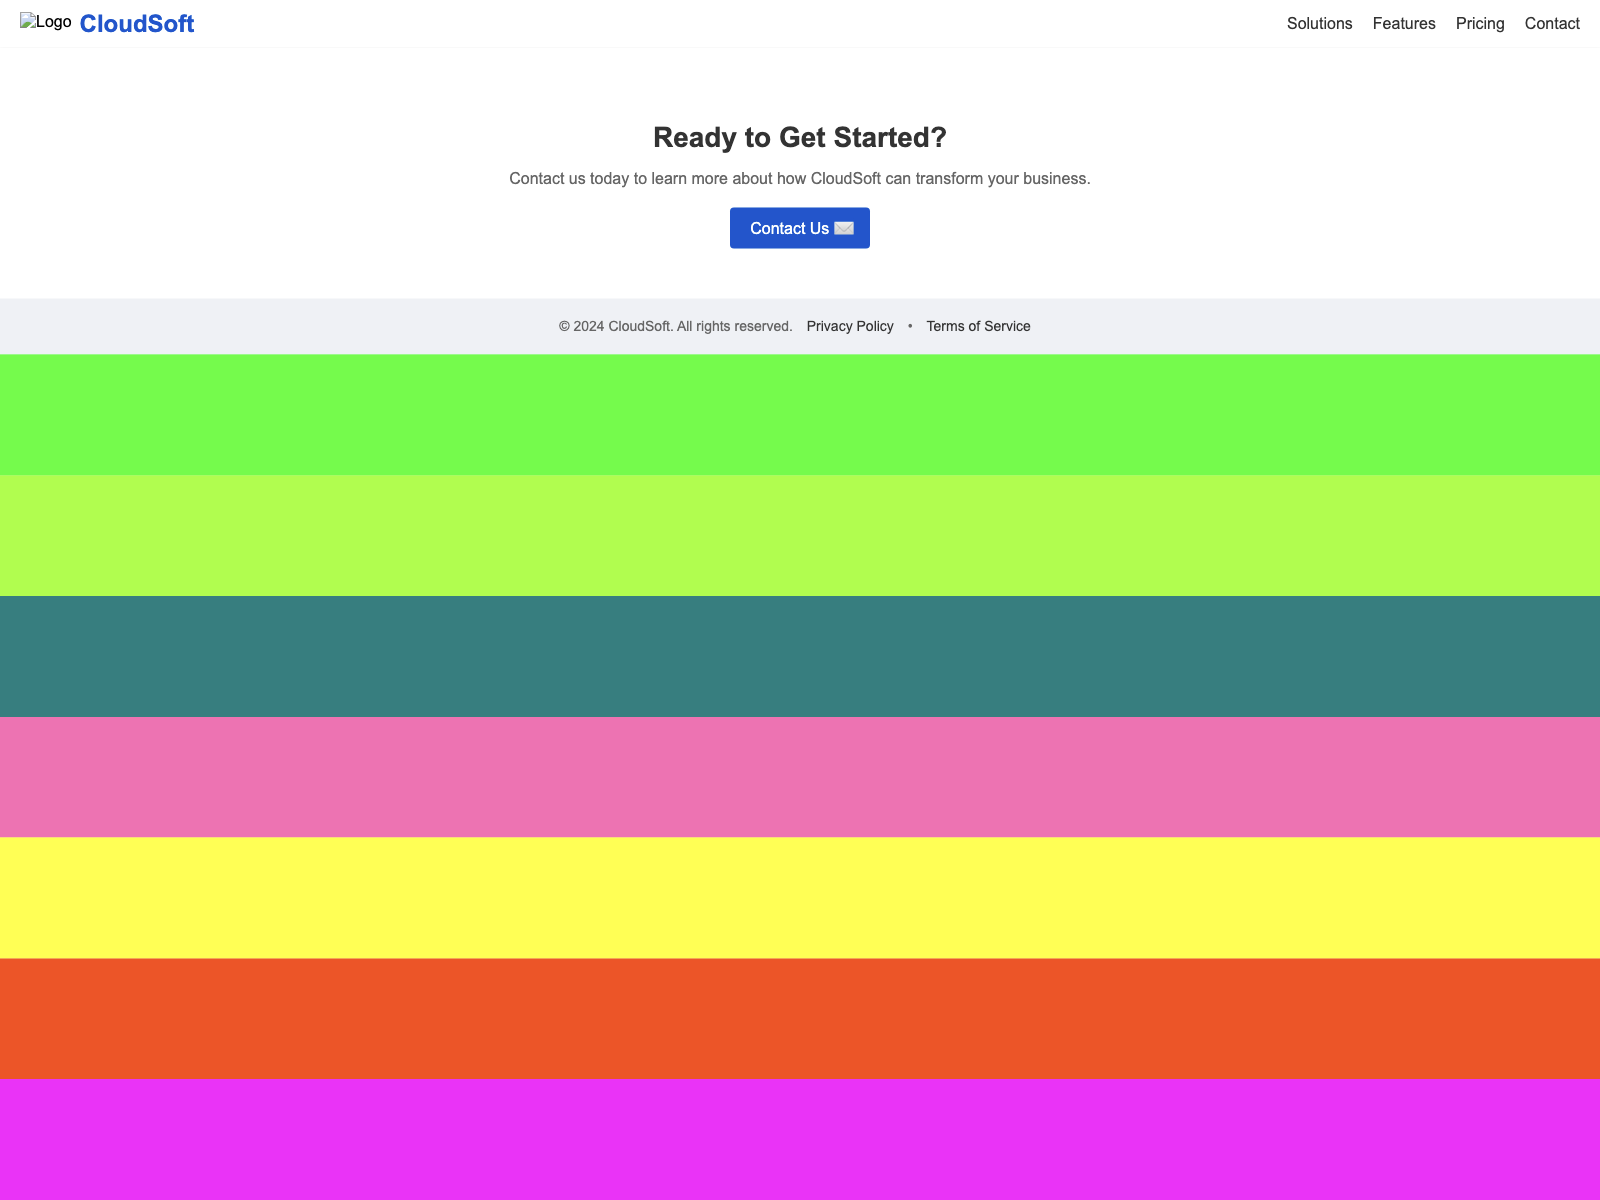 Logo CloudSoft Solutions Features Pricing Contact
Ready to Get Started?
Contact us today to learn more about how CloudSoft can transform your business.
Contact Us ✉️
© 2024 CloudSoft. All rights reserved. Privacy Policy • Terms of Service